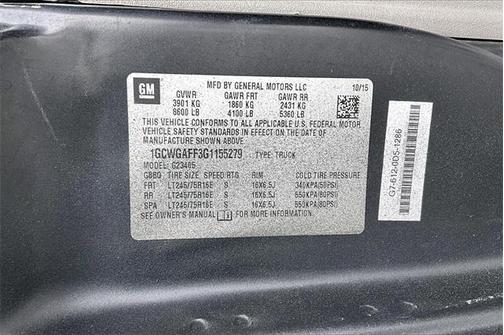 GM
MFD BY GENERAL MOTORS LLC
10/15
GVWR GAWR FRT GAWR RR
3901 KG 1860 KG 2431 KG
8600 LB 4100 LB 5360 LB
THIS VEHICLE CONFORMS TO ALL APPLICABLE U.S. FEDERAL MOTOR
VEHICLE SAFETY STANDARDS IN EFFECT ON THE DATE OF
MANUFACTURE SHOWN ABOVE.
1GCWGAFF3G1155279 TYPE: TRUCK
MODEL: G23405
TIRE SIZE SPEED RTG RIM COLD TIRE PRESSURE
FRT LT245/75R16E S 16X6.5J 340KPA(50PSI)
RR LT245/75R16E S 16X6.5J 550KPA(80PSI)
SPA LT245/75R16E S 16X6.5J 550KPA(80PSI)
SEE OWNER'S MANUAL FOR MORE INFORMATION
G7-612-0D5-1286